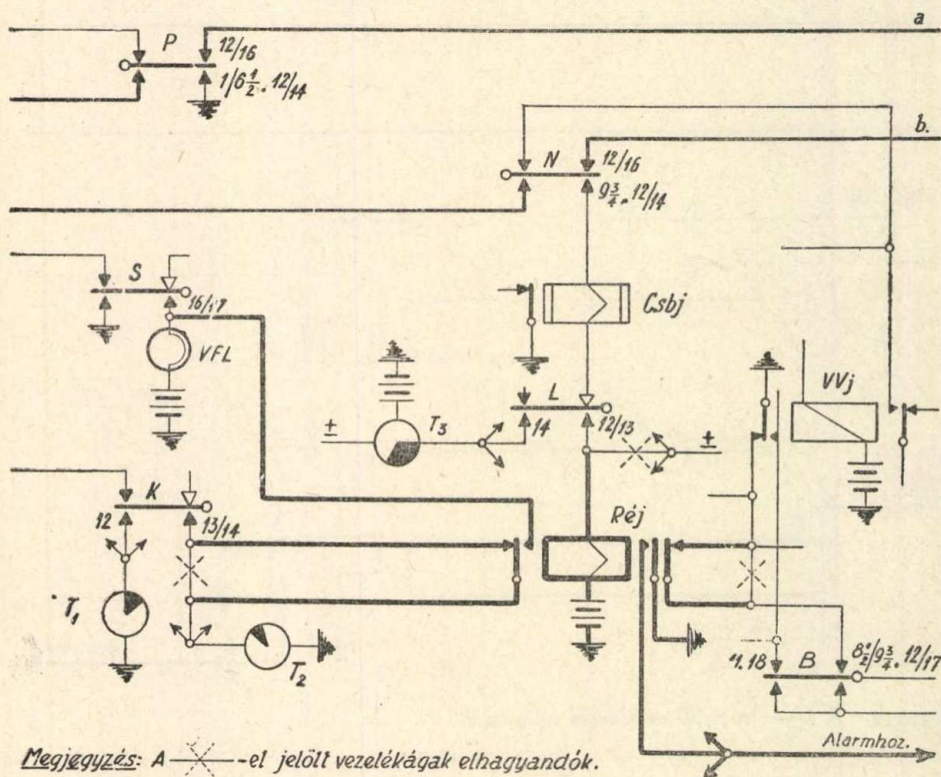 a
P
12/16
1/6½. 12/14
b.
N
12/16
9¾. 12/14
S
16/17
VFL
Csbj
VVj
±
T₃
L
14
12/13
±
K
12
13/14
Réj
T₁
T₂
11. 18
B
8½/9¾. 12/17
Alarmhoz.
Megjegyzés: A -el jelölt vezetékágak elhagyandók.